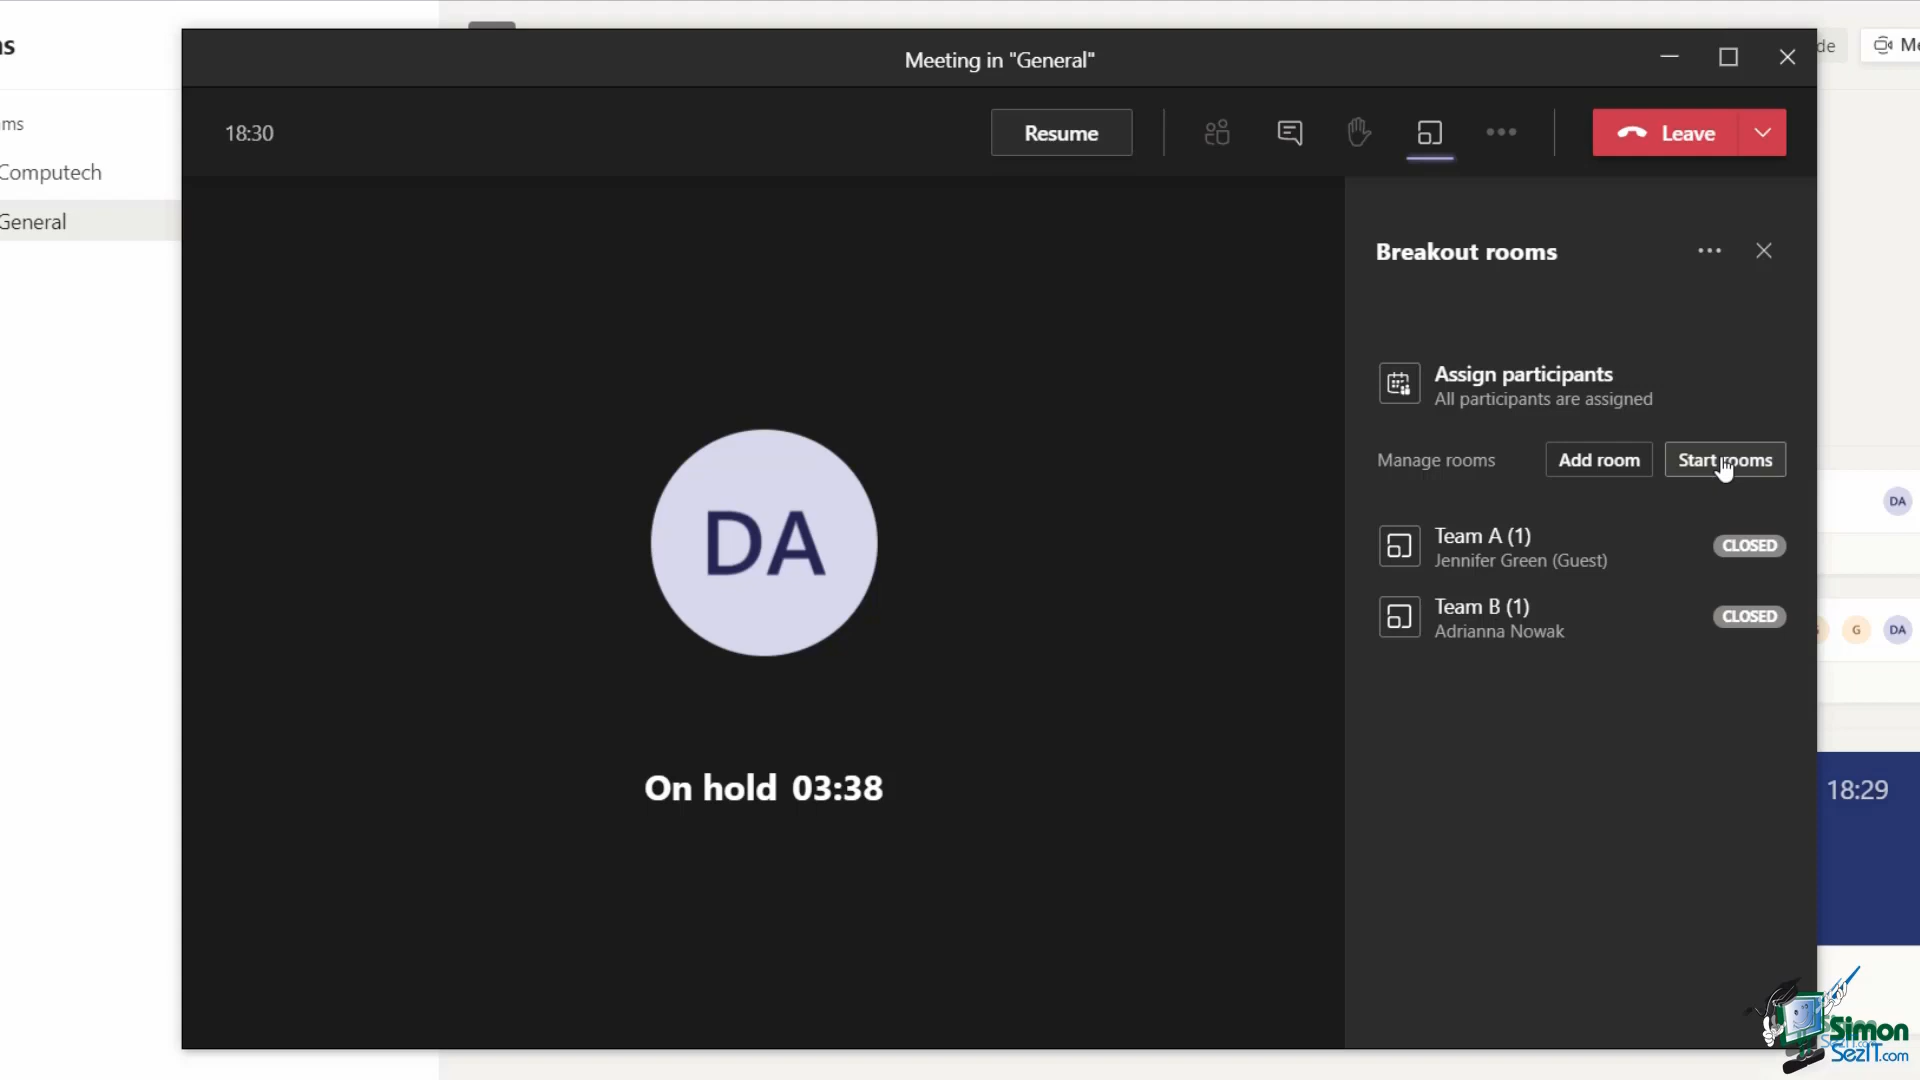 Meeting in "General"
18:30
Resume
Leave
Computech
General
Breakout rooms
Assign participants
All participants are assigned
Manage rooms
Add room
Start rooms
Team A (1)
Jennifer Green (Guest)
CLOSED
Team B (1)
Adrianna Nowak
CLOSED
DA
On hold 03:38
DA
G
DA
18:29
Simon
SezIT.com